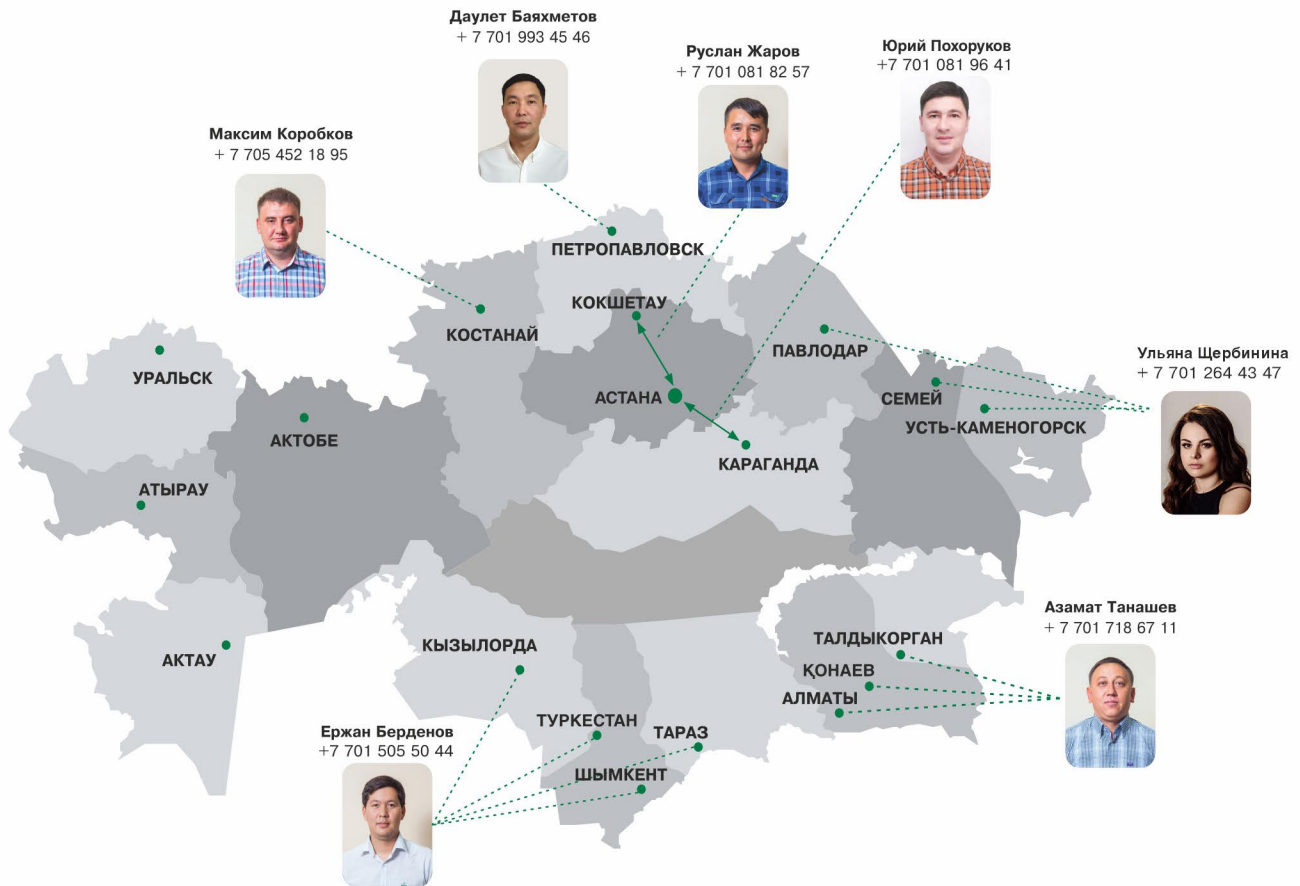 Даулет Баяхметов
+ 7 701 993 45 46
Руслан Жаров
+ 7 701 081 82 57
Юрий Похоруков
+7 701 081 96 41
Максим Коробков
+ 7 705 452 18 95
ПЕТРОПАВЛОВСК
КОКШЕТАУ
КОСТАНАЙ
ПАВЛОДАР
Ульяна Щербинина
+ 7 701 264 43 47
УРАЛЬСК
АСТАНА
СЕМЕЙ
УСТЬ-КАМЕНОГОРСК
АКТОБЕ
КАРАГАНДА
АТЫРАУ
Азамат Танашев
+ 7 701 718 67 11
АКТАУ
КЫЗЫЛОРДА
ТАЛДЫКОРГАН
ҚОНАЕВ
АЛМАТЫ
Ержан Берденов
+7 701 505 50 44
ТУРКЕСТАН
ТАРАЗ
ШЫМКЕНТ